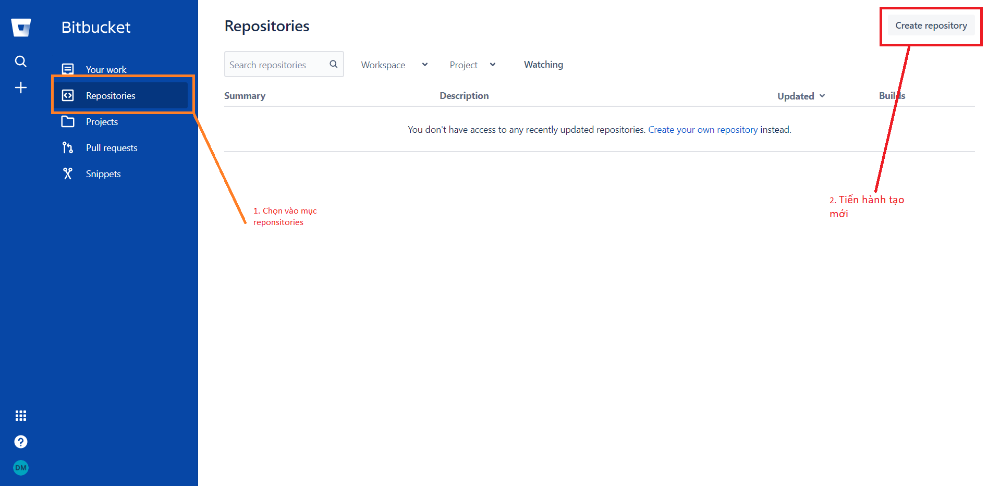 Bitbucket
Your work
Repositories
Projects
Pull requests
Snippets
DM
Repositories
Create repository
Search repositories
Workspace
Project
Watching
Summary
Description
Updated
Builds
You don't have access to any recently updated repositories. Create your own repository instead.
1. Chọn vào mục
reponsitories
2. Tiến hành tạo
mới